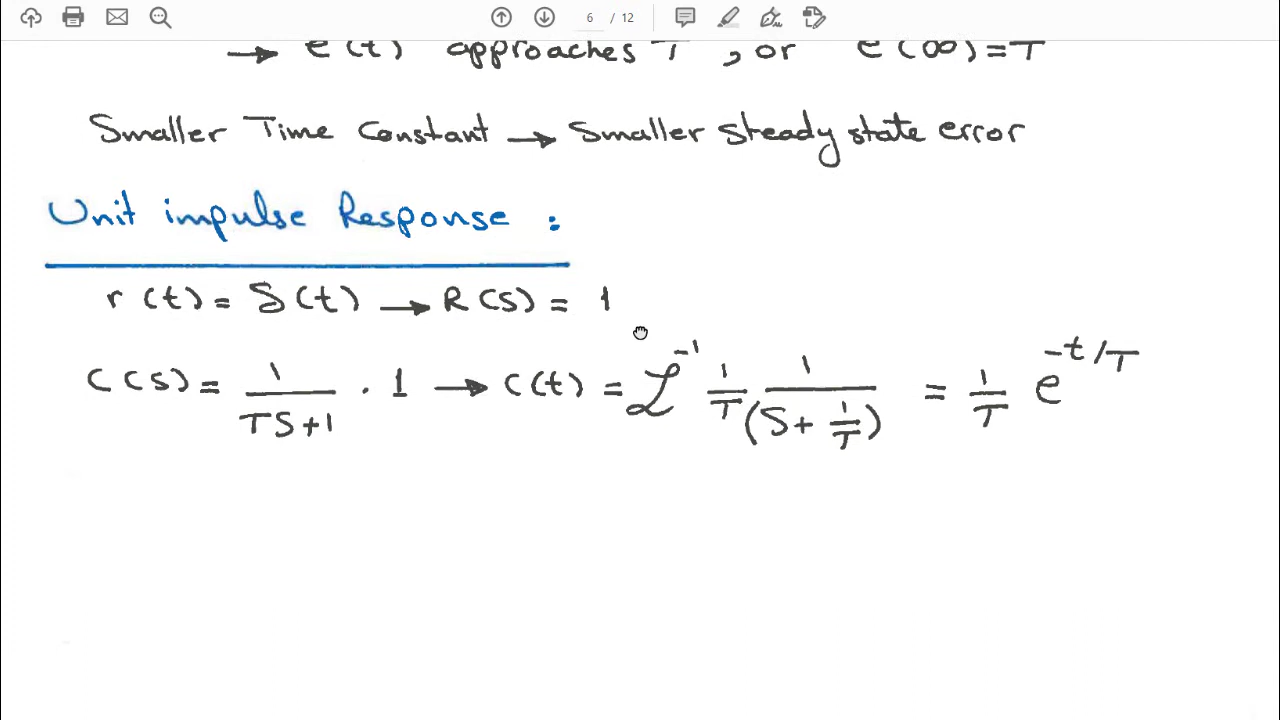 6 / 12
→ e(t) approaches T , or e(∞)=T
Smaller Time Constant → Smaller Steady state error
Unit impulse Response :
r(t) = δ(t) → R(S) = 1
C(S) = 1/(TS+1) . 1 → C(t) = ℒ⁻¹ 1/T 1/(S + 1/T) = 1/T e^(-t/T)